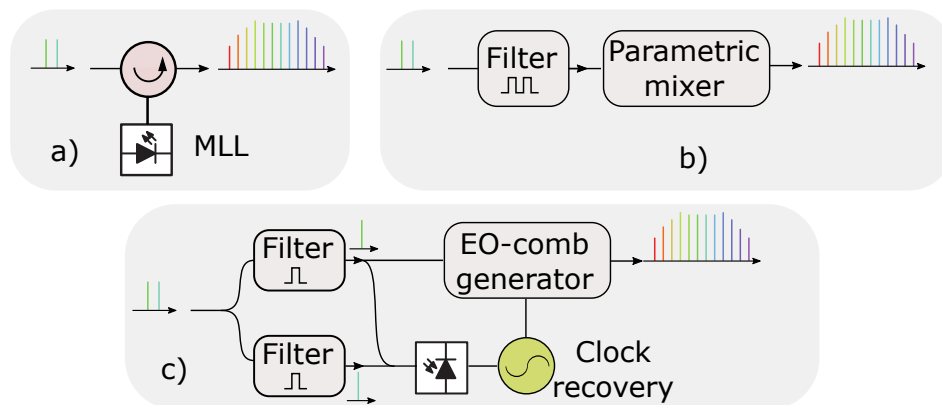 a)
MLL
Filter
Parametric
mixer
b)
Filter
EO-comb
generator
Filter
c)
Clock
recovery